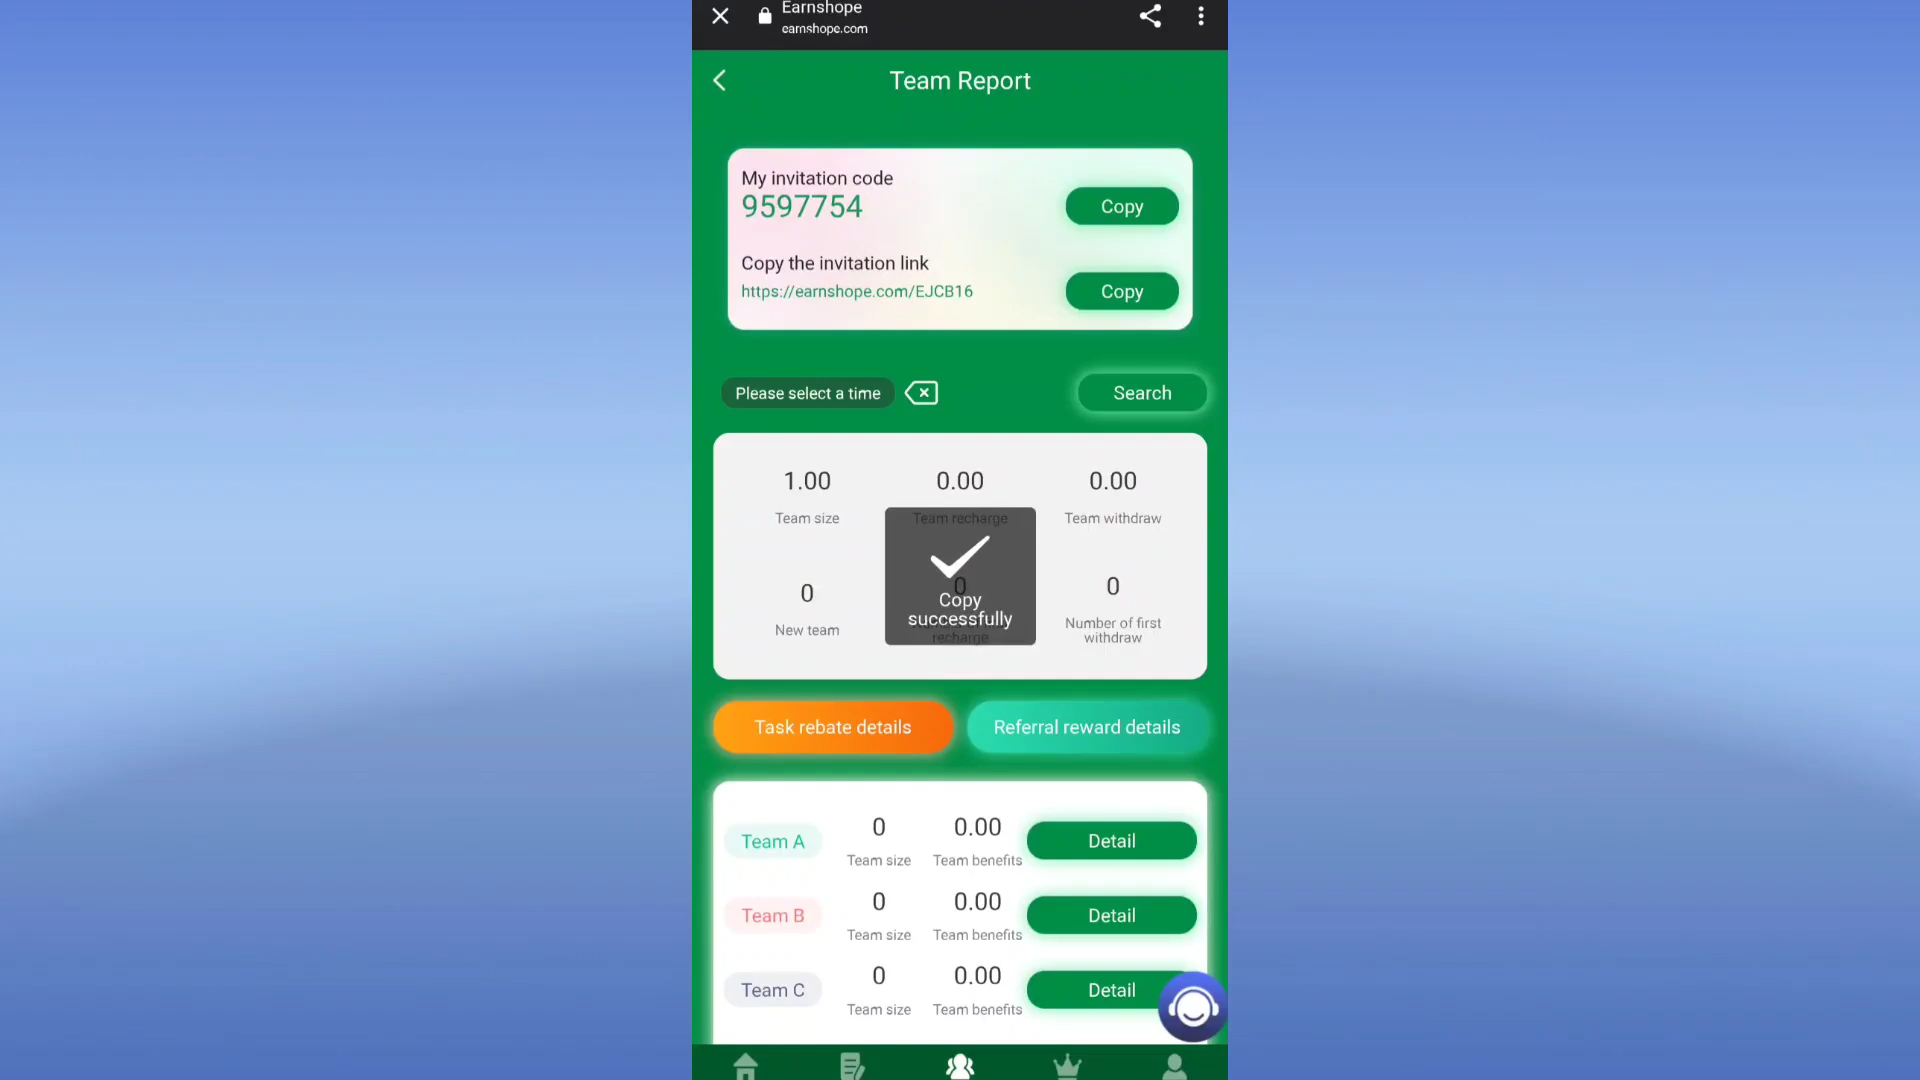 Earnshope
earnshope.com
Team Report
My invitation code
9597754
Copy
Copy the invitation link
https://earnshope.com/EJCB16
Copy
Please select a time
Search
1.00
0.00
0.00
Team size
Team recharge
Team withdraw
0
0
0
Copy
successfully
New team
recharge
Number of first
withdraw
Task rebate details
Referral reward details
Team A
0
0.00
Detail
Team size
Team benefits
Team B
0
0.00
Detail
Team size
Team benefits
Team C
0
0.00
Detail
Team size
Team benefits